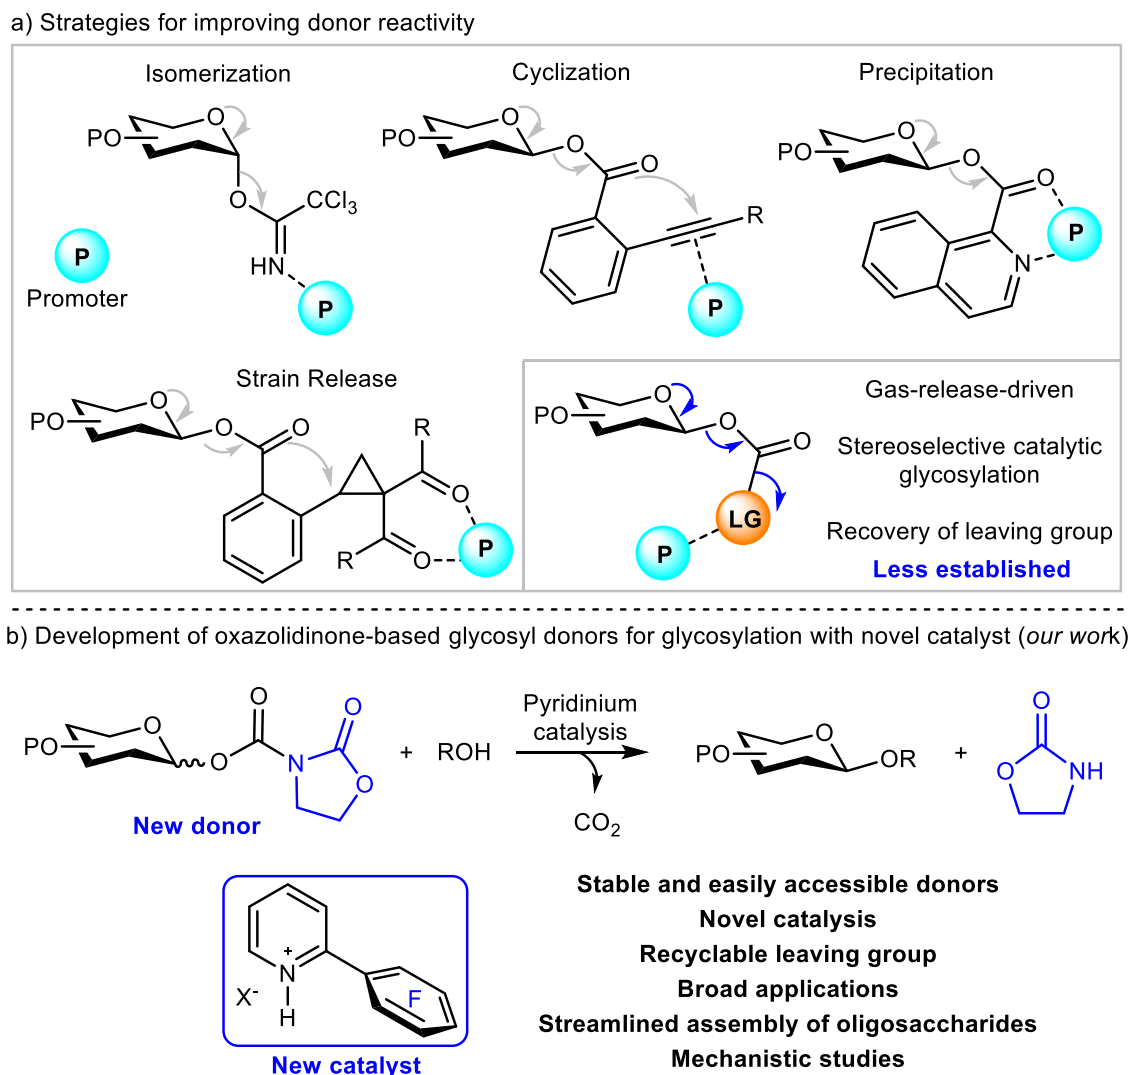 a) Strategies for improving donor reactivity
Isomerization
Cyclization
Precipitation
O
PO
O
CCl3
HN
P
P
Promoter
O
PO
O
O
R
P
O
PO
O
O
N
P
Strain Release
O
PO
O
O
R
O
R
O
P
O
PO
O
O
LG
P
Gas-release-driven
Stereoselective catalytic
glycosylation
Recovery of leaving group
Less established
b) Development of oxazolidinone-based glycosyl donors for glycosylation with novel catalyst (our work)
O
PO
O
O
N
O
O
New donor
+
ROH
Pyridinium
catalysis
CO2
O
PO
OR
+
O
O
NH
N
+
H
X-
F
New catalyst
Stable and easily accessible donors
Novel catalysis
Recyclable leaving group
Broad applications
Streamlined assembly of oligosaccharides
Mechanistic studies